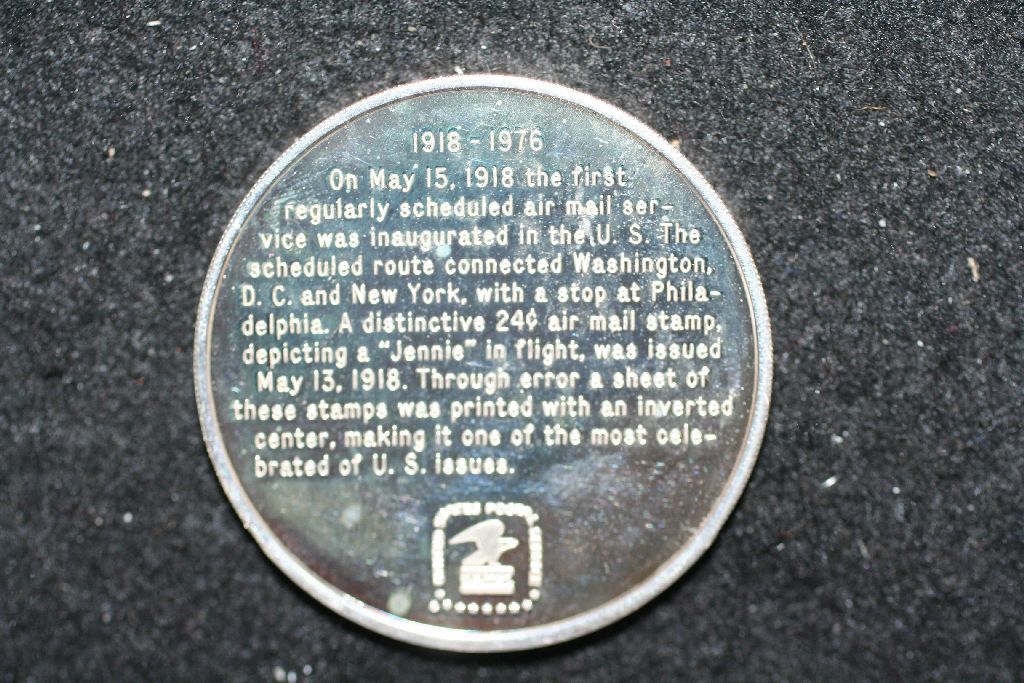 1918 - 1976
On May 15, 1918 the first
regularly scheduled air mail ser-
vice was inaugurated in the U. S. The
scheduled route connected Washington,
D. C. and New York, with a stop at Phila-
delphia. A distinctive 24¢ air mail stamp,
depicting a "Jennie" in flight, was issued
May 13, 1918. Through error a sheet of
these stamps was printed with an inverted
center, making it one of the most cele-
brated of U. S. issues.